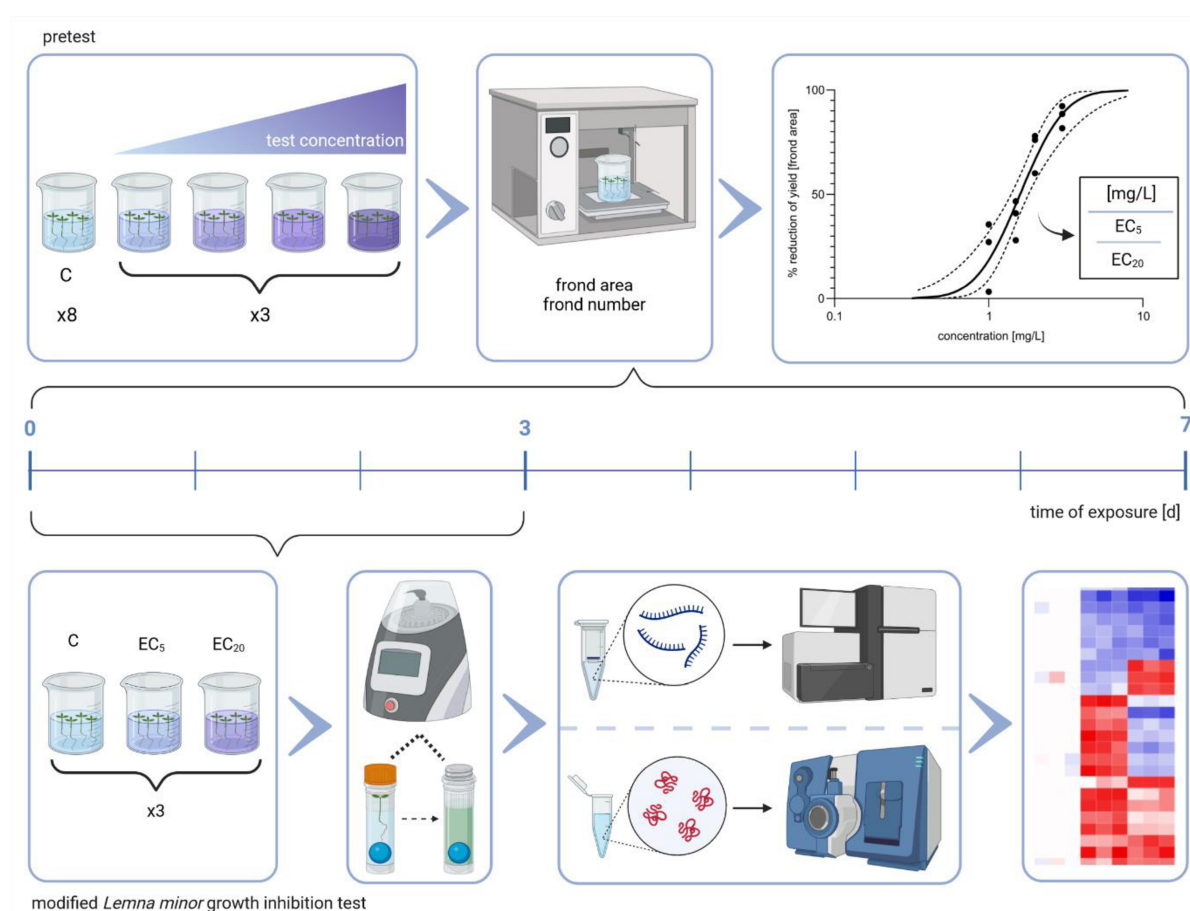 pretest
test concentration
C
x8
x3
frond area
frond number
% reduction of yield [frond area]
100
50
0
0.1
1
10
concentration [mg/L]
[mg/L]
EC₅
EC₂₀
0
3
7
time of exposure [d]
C
EC₅
EC₂₀
x3
modified Lemna minor growth inhibition test